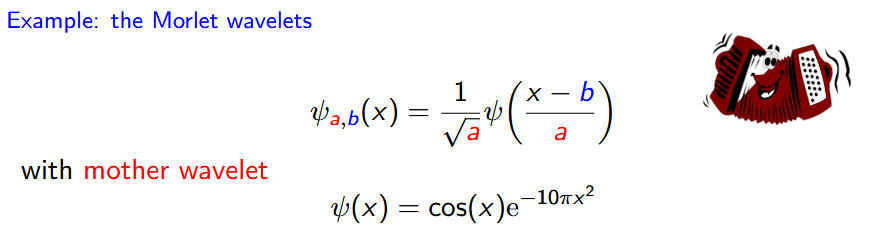 Example: the Morlet wavelets
ψ_{a,b}(x) = \frac{1}{\sqrt{a}} ψ\left(\frac{x − b}{a}\right)
with mother wavelet
ψ(x) = cos(x)e^{−10πx^2}